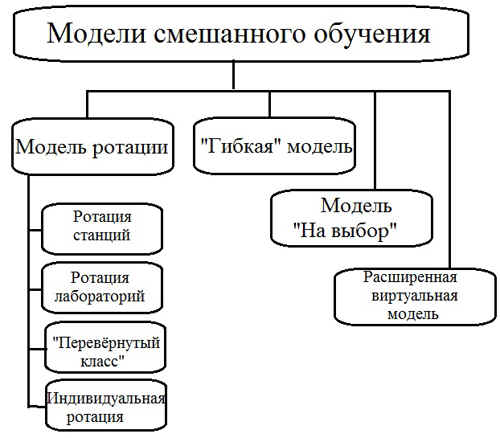 Модели смешанного обучения
Модель ротации
"Гибкая" модель
Модель
"На выбор"
Расширенная
виртуальная
модель
Ротация
станций
Ротация
лабораторий
"Перевёрнутый
класс"
Индивидуальная
ротация